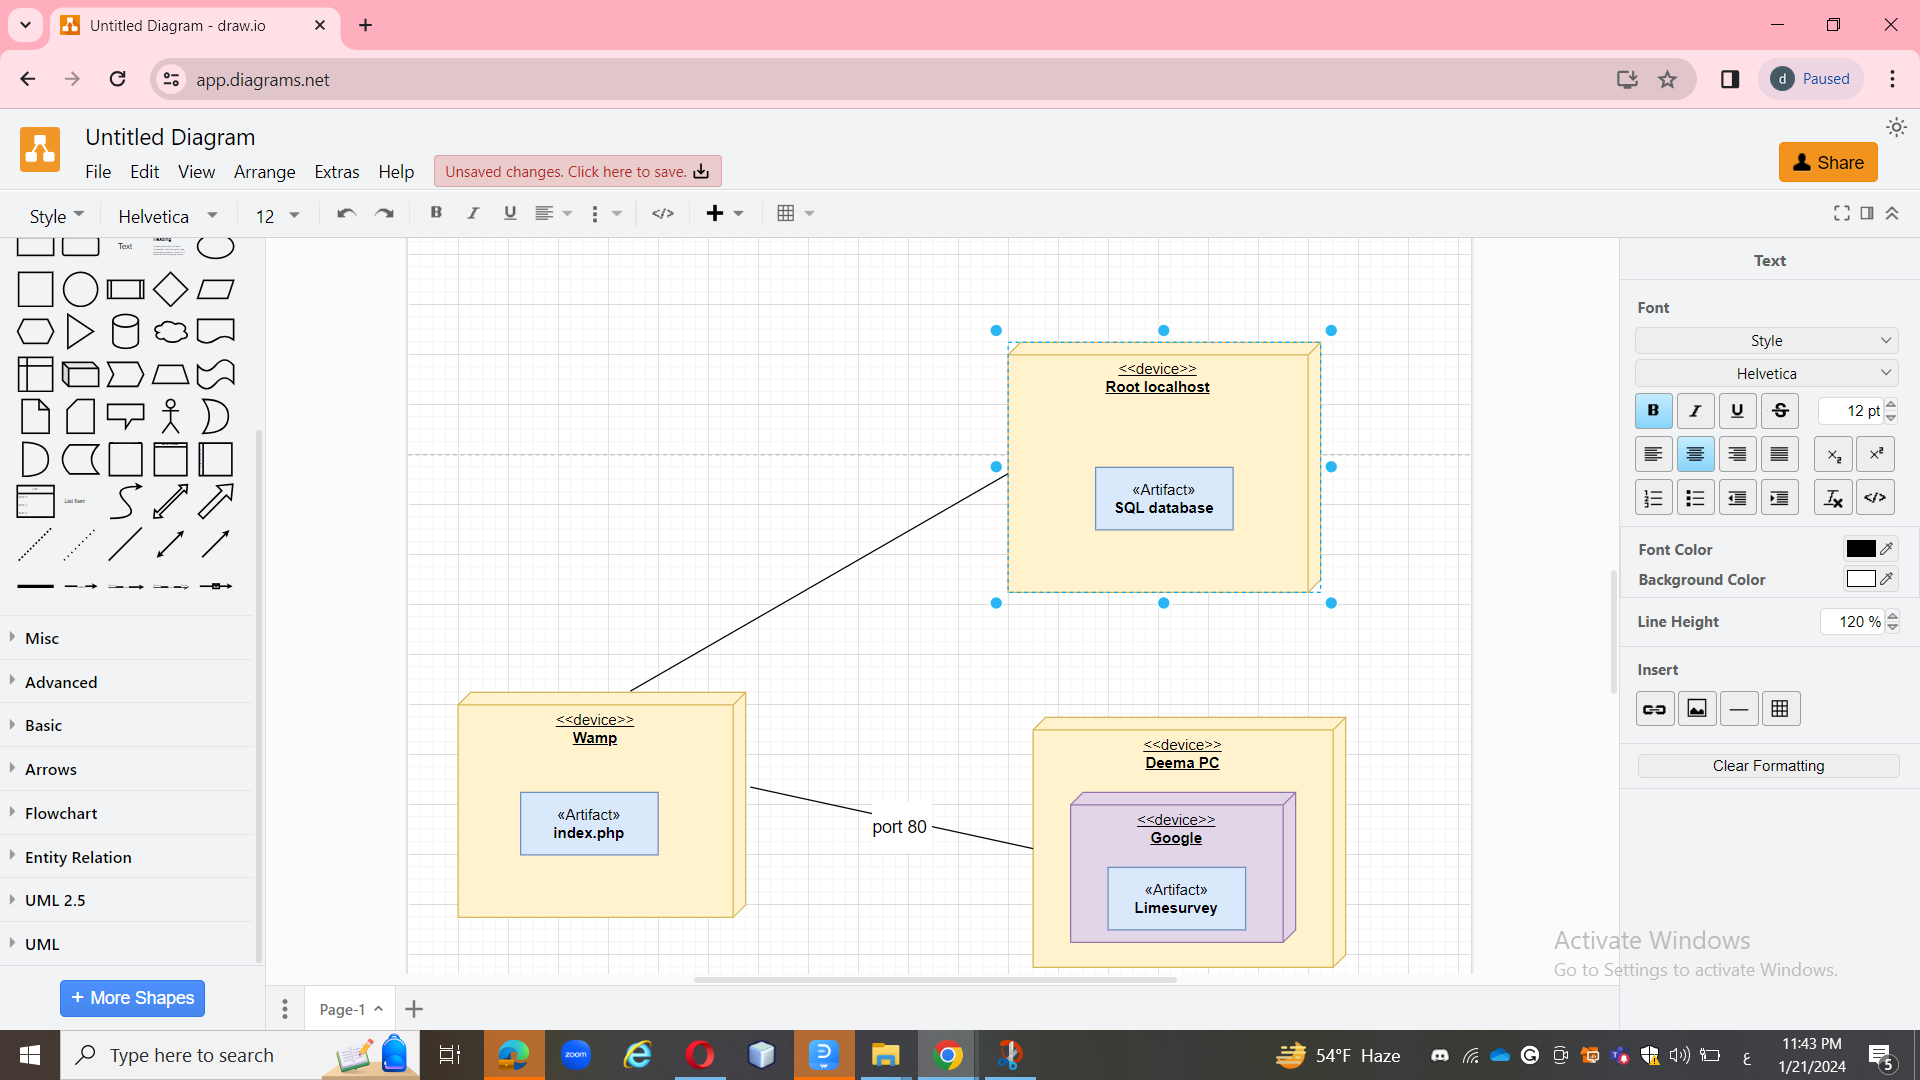 Untitled Diagram - draw.io
app.diagrams.net
d Paused
Untitled Diagram
File Edit View Arrange Extras Help
Unsaved changes. Click here to save.
Share
Style Helvetica 12 B I U </>
Text
Text
Font
Style
Helvetica
B I U S 12 pt
Font Color
Background Color
Line Height 120 %
Insert
Clear Formatting
List Item
Misc
Advanced
Basic
Arrows
Flowchart
Entity Relation
UML 2.5
UML
+ More Shapes
<<device>>
Root localhost
«Artifact»
SQL database
<<device>>
Wamp
«Artifact»
index.php
port 80
<<device>>
Deema PC
<<device>>
Google
«Artifact»
Limesurvey
Activate Windows
Go to Settings to activate Windows.
Page-1
Type here to search
zoom
54°F Haze
ع
11:43 PM
1/21/2024
5